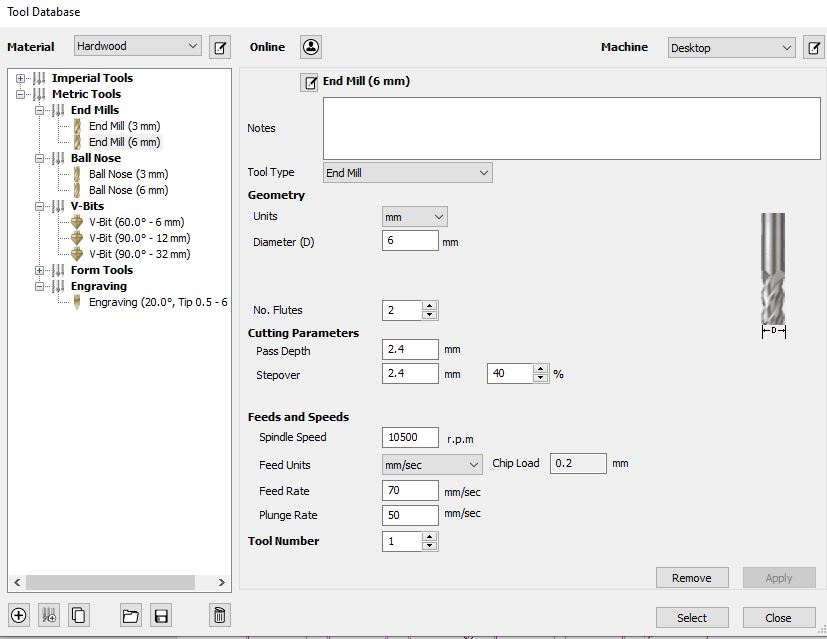 Tool Database
Material Hardwood Online Machine Desktop
Imperial Tools
Metric Tools
End Mills
End Mill (3 mm)
End Mill (6 mm)
Ball Nose
Ball Nose (3 mm)
Ball Nose (6 mm)
V-Bits
V-Bit (60.0° - 6 mm)
V-Bit (90.0° - 12 mm)
V-Bit (90.0° - 32 mm)
Form Tools
Engraving
Engraving (20.0°, Tip 0.5 - 6
End Mill (6 mm)
Notes
Tool Type End Mill
Geometry
Units mm
Diameter (D) 6 mm
D
No. Flutes 2
Cutting Parameters
Pass Depth 2.4 mm
Stepover 2.4 mm 40 %
Feeds and Speeds
Spindle Speed 10500 r.p.m
Feed Units mm/sec Chip Load 0.2 mm
Feed Rate 70 mm/sec
Plunge Rate 50 mm/sec
Tool Number 1
Remove Apply
Select Close